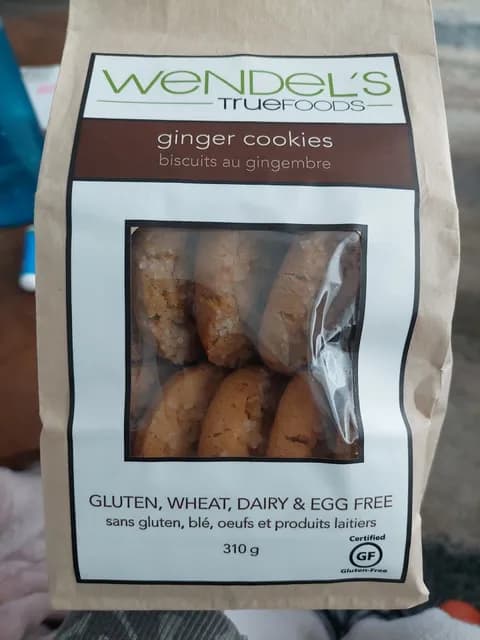 WENDEL'S
TRUEFOODS
ginger cookies
biscuits au gingembre
GLUTEN, WHEAT, DAIRY & EGG FREE
sans gluten, blé, oeufs et produits laitiers
310 g
Certified
GF
Gluten-Free